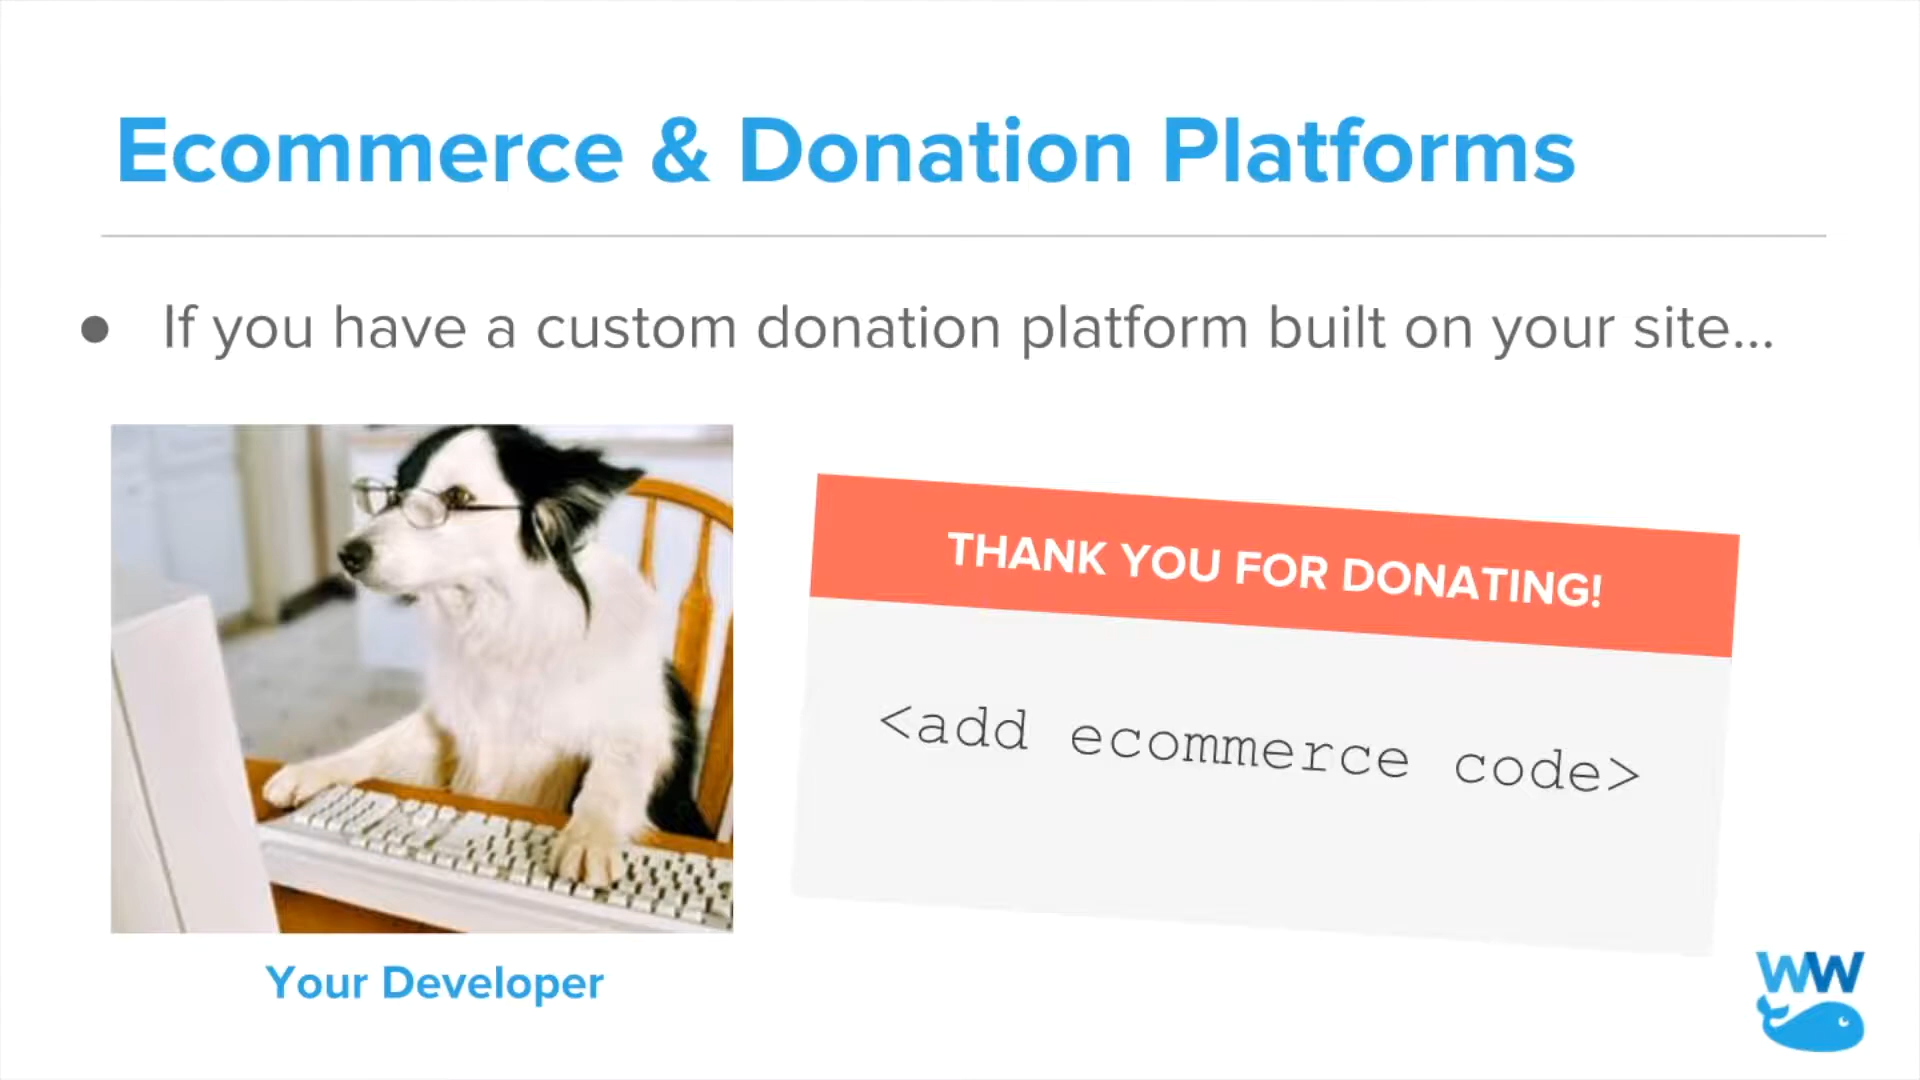 Ecommerce & Donation Platforms
● If you have a custom donation platform built on your site...
THANK YOU FOR DONATING!
<add ecommerce code>
Your Developer
WW